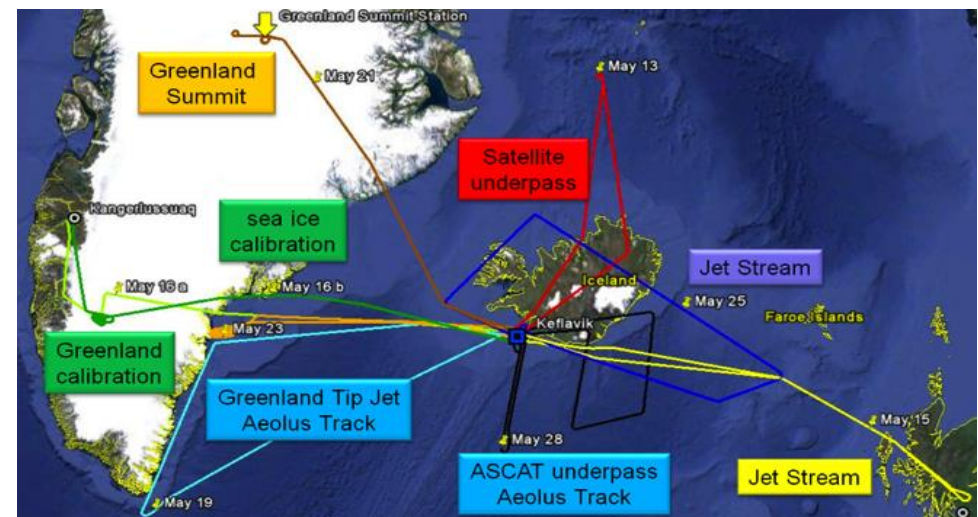 Greenland Summit Station
Greenland
Summit
May 21
May 13
Satellite
underpass
Kangerlussuaq
sea ice
calibration
May 16 a
May 16 b
Iceland
Jet Stream
May 25
Faroe Islands
May 23
Keflavik
Greenland
calibration
Greenland Tip Jet
Aeolus Track
May 15
May 28
ASCAT underpass
Aeolus Track
Jet Stream
May 19